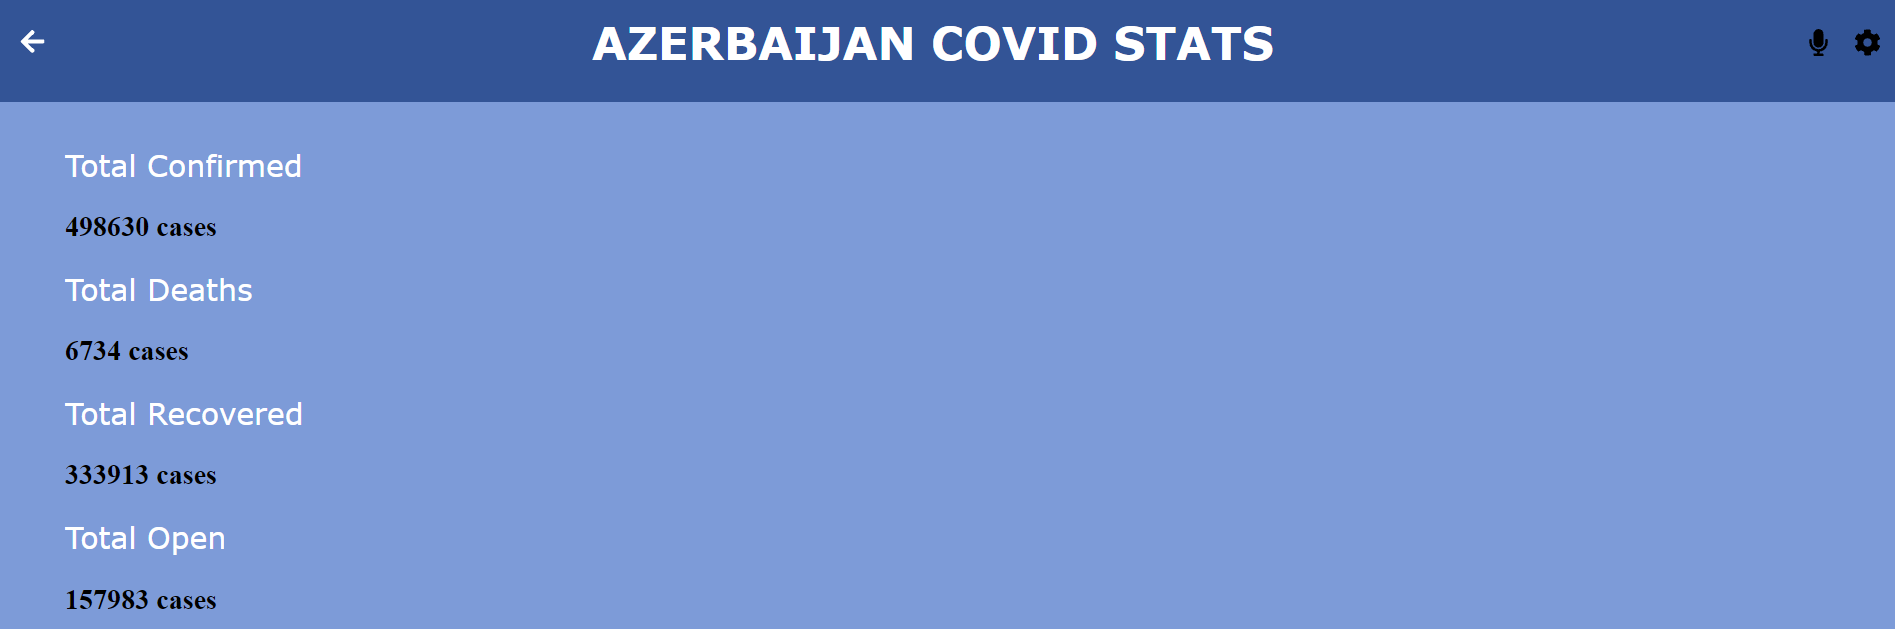 AZERBAIJAN COVID STATS
Total Confirmed
498630 cases
Total Deaths
6734 cases
Total Recovered
333913 cases
Total Open
157983 cases